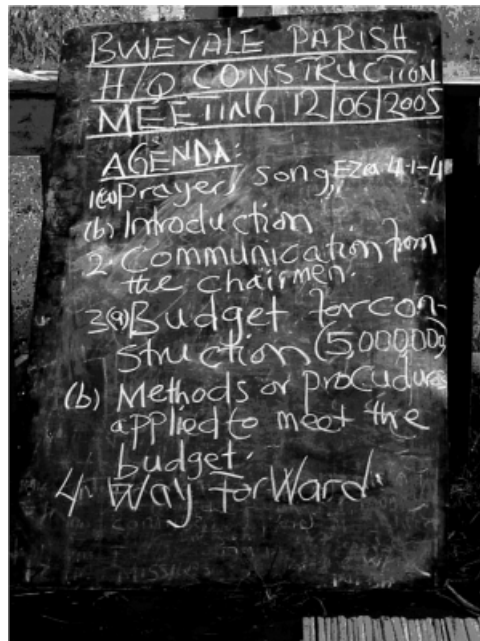 BWEYALE PARISH
H/Q CONSTRUCTION
MEETING 12/06/2005
AGENDA:
1(a) Prayer/song, Ezra 4-1-4
(b) Introduction
2. Communication from
the chairmen.
3(a) Budget for con-
struction (5,000,000)
(b) Methods or procudures
applied to meet the
budget.
4. Way forward.